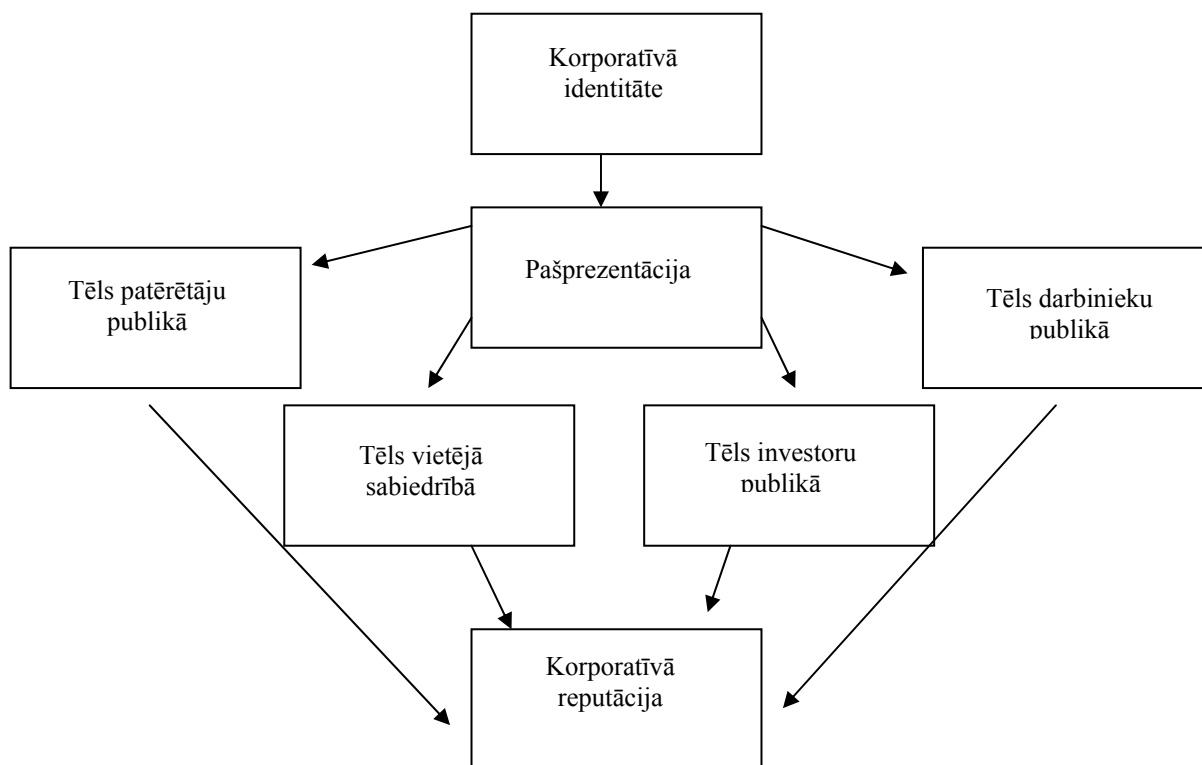 Korporatīvā
identitāte
Pašprezentācija
Tēls patērētāju
publikā
Tēls darbinieku
publikā
Tēls vietējā
sabiedrībā
Tēls investoru
publikā
Korporatīvā
reputācija